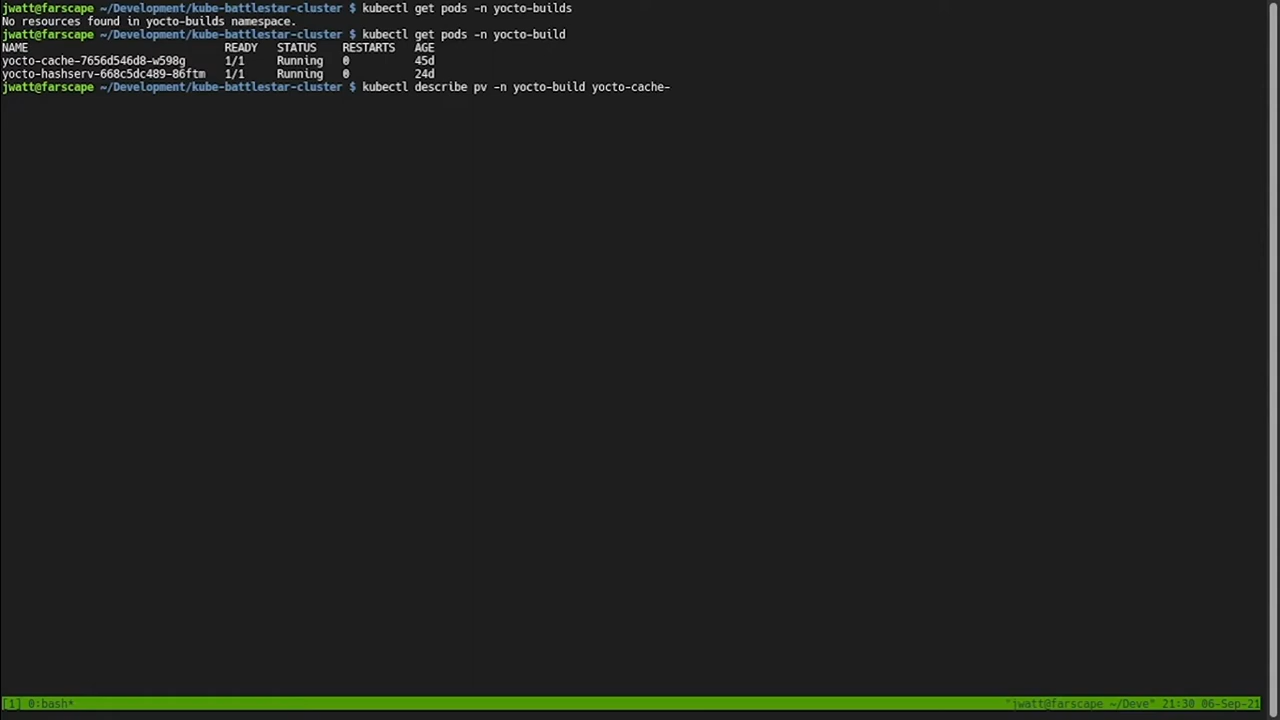 jwatt@farscape ~/Development/kube-battlestar-cluster $ kubectl get pods -n yocto-builds
No resources found in yocto-builds namespace.
jwatt@farscape ~/Development/kube-battlestar-cluster $ kubectl get pods -n yocto-build
NAME READY STATUS RESTARTS AGE
yocto-cache-7656d546d8-w598g 1/1 Running 0 45d
yocto-hashserv-668c5dc489-86ftm 1/1 Running 0 24d
jwatt@farscape ~/Development/kube-battlestar-cluster $ kubectl describe pv -n yocto-build yocto-cache-
[1] 0:bash* "jwatt@farscape ~/Deve" 21:30 06-Sep-21